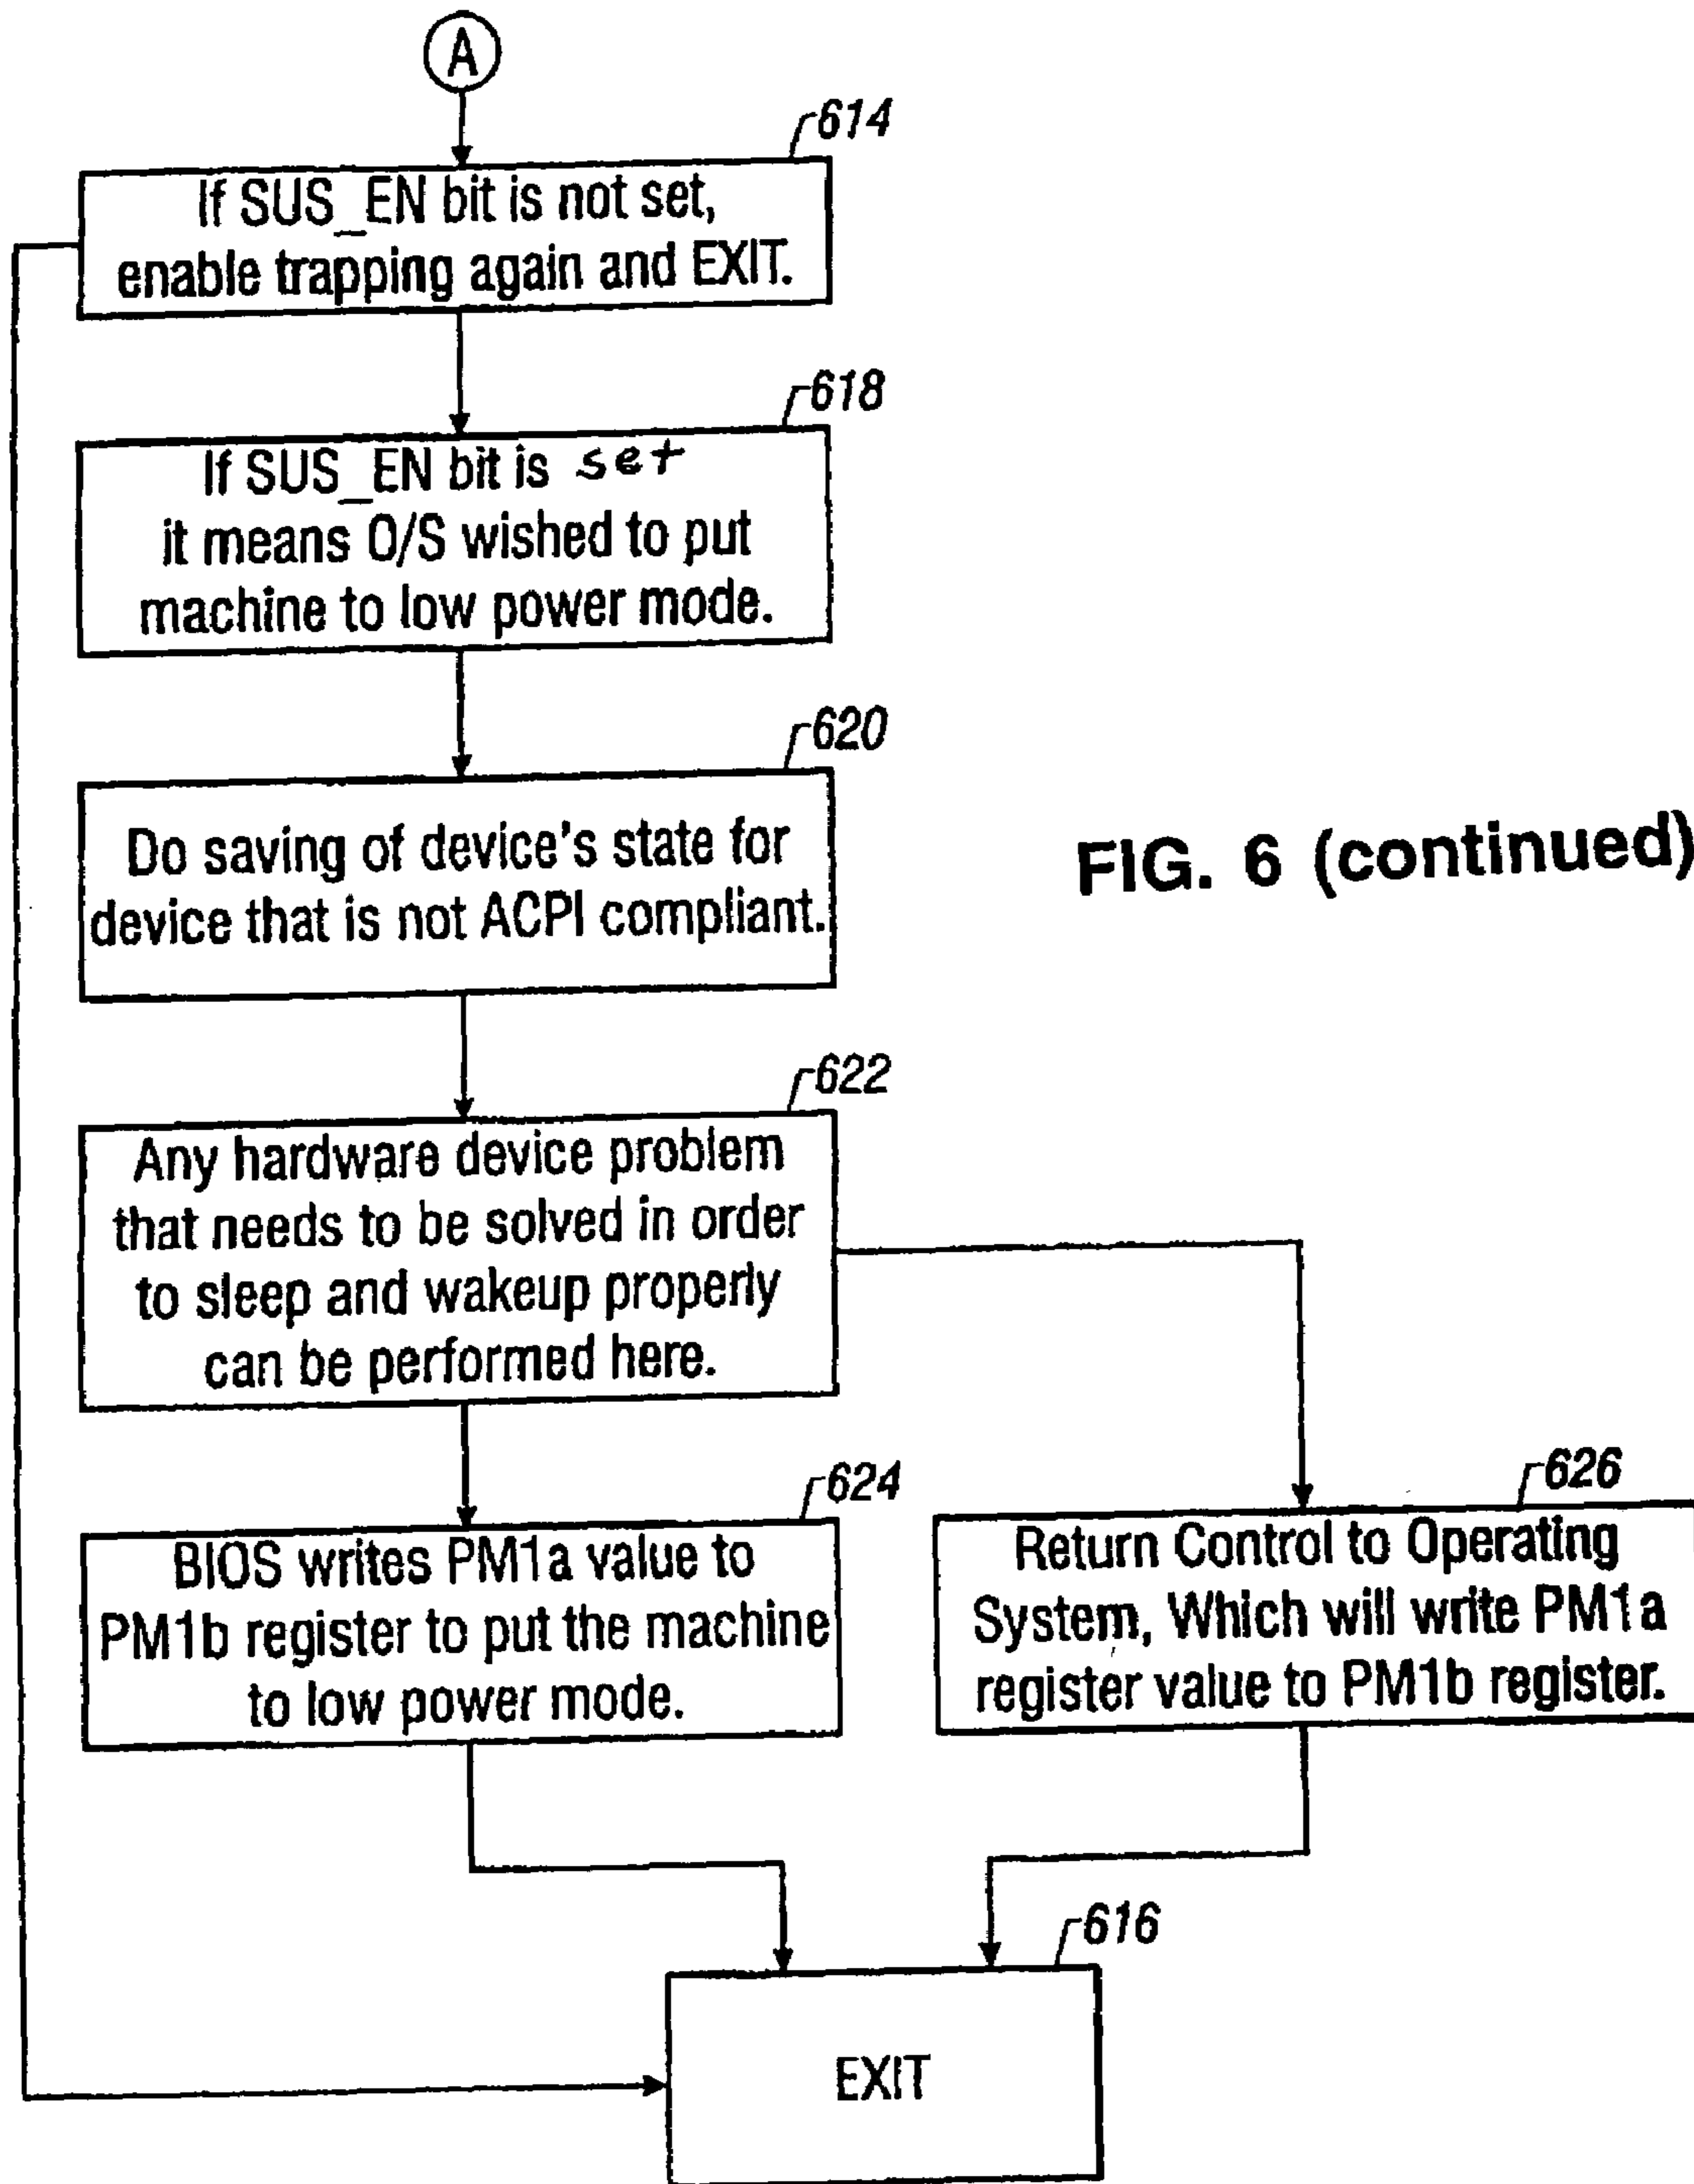 A
614
If SUS_EN bit is not set,
enable trapping again and EXIT.
618
If SUS_EN bit is set
it means O/S wished to put
machine to low power mode.
620
Do saving of device's state for
device that is not ACPI compliant.
FIG. 6 (continued)
622
Any hardware device problem
that needs to be solved in order
to sleep and wakeup properly
can be performed here.
624
BIOS writes PM1a value to
PM1b register to put the machine
to low power mode.
626
Return Control to Operating
System, Which will write PM1a
register value to PM1b register.
616
EXIT